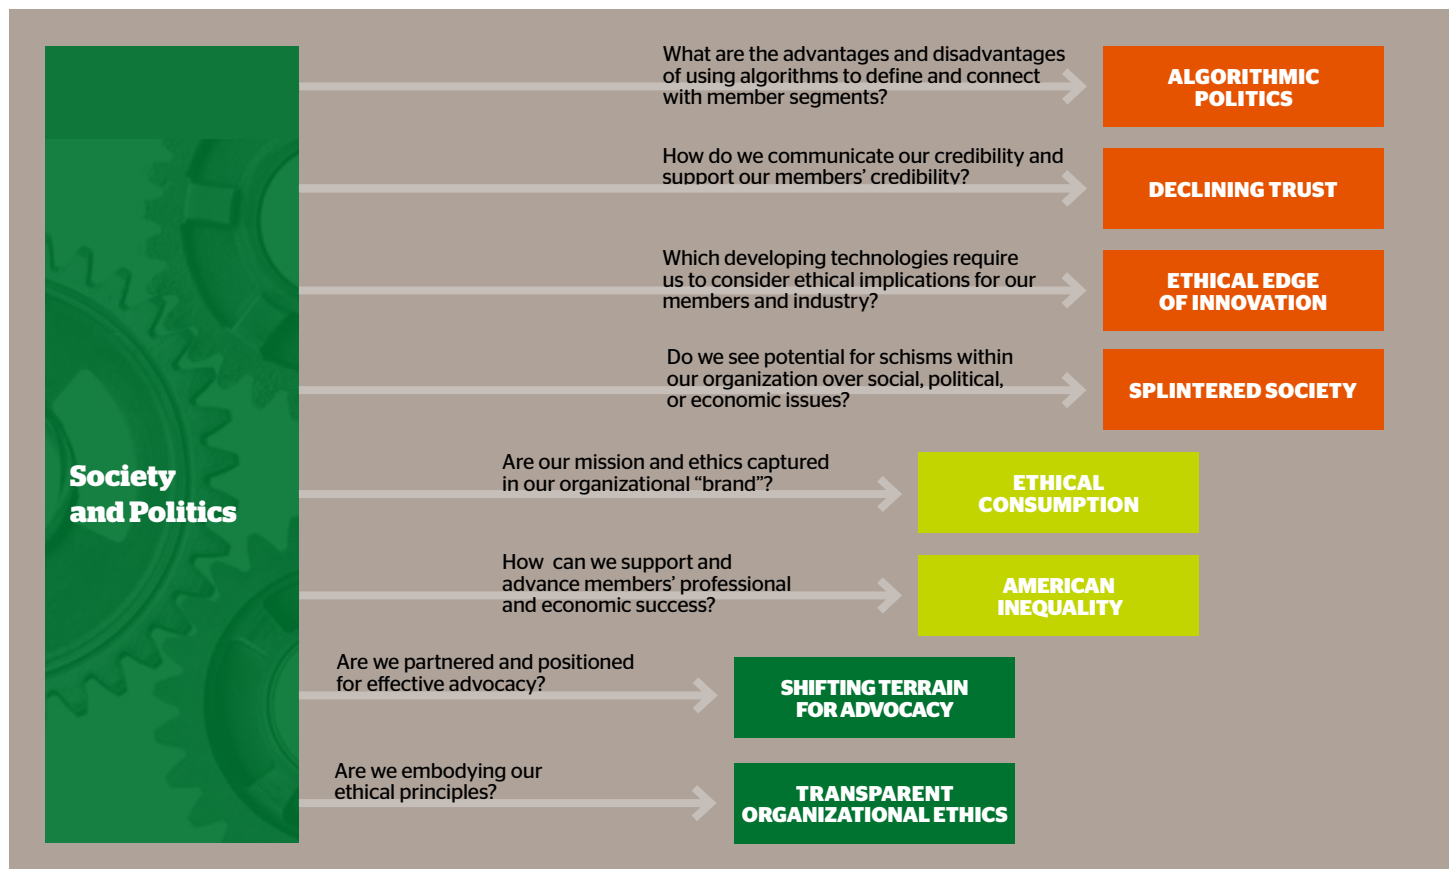 Society
and Politics
What are the advantages and disadvantages
of using algorithms to define and connect
with member segments?
ALGORITHMIC
POLITICS
How do we communicate our credibility and
support our members’ credibility?
DECLINING TRUST
Which developing technologies require
us to consider ethical implications for our
members and industry?
ETHICAL EDGE
OF INNOVATION
Do we see potential for schisms within
our organization over social, political,
or economic issues?
SPLINTERED SOCIETY
Are our mission and ethics captured
in our organizational “brand”?
ETHICAL
CONSUMPTION
How  can we support and
advance members’ professional
and economic success?
AMERICAN
INEQUALITY
Are we partnered and positioned
for effective advocacy?
SHIFTING TERRAIN
FOR ADVOCACY
Are we embodying our
ethical principles?
TRANSPARENT
ORGANIZATIONAL ETHICS